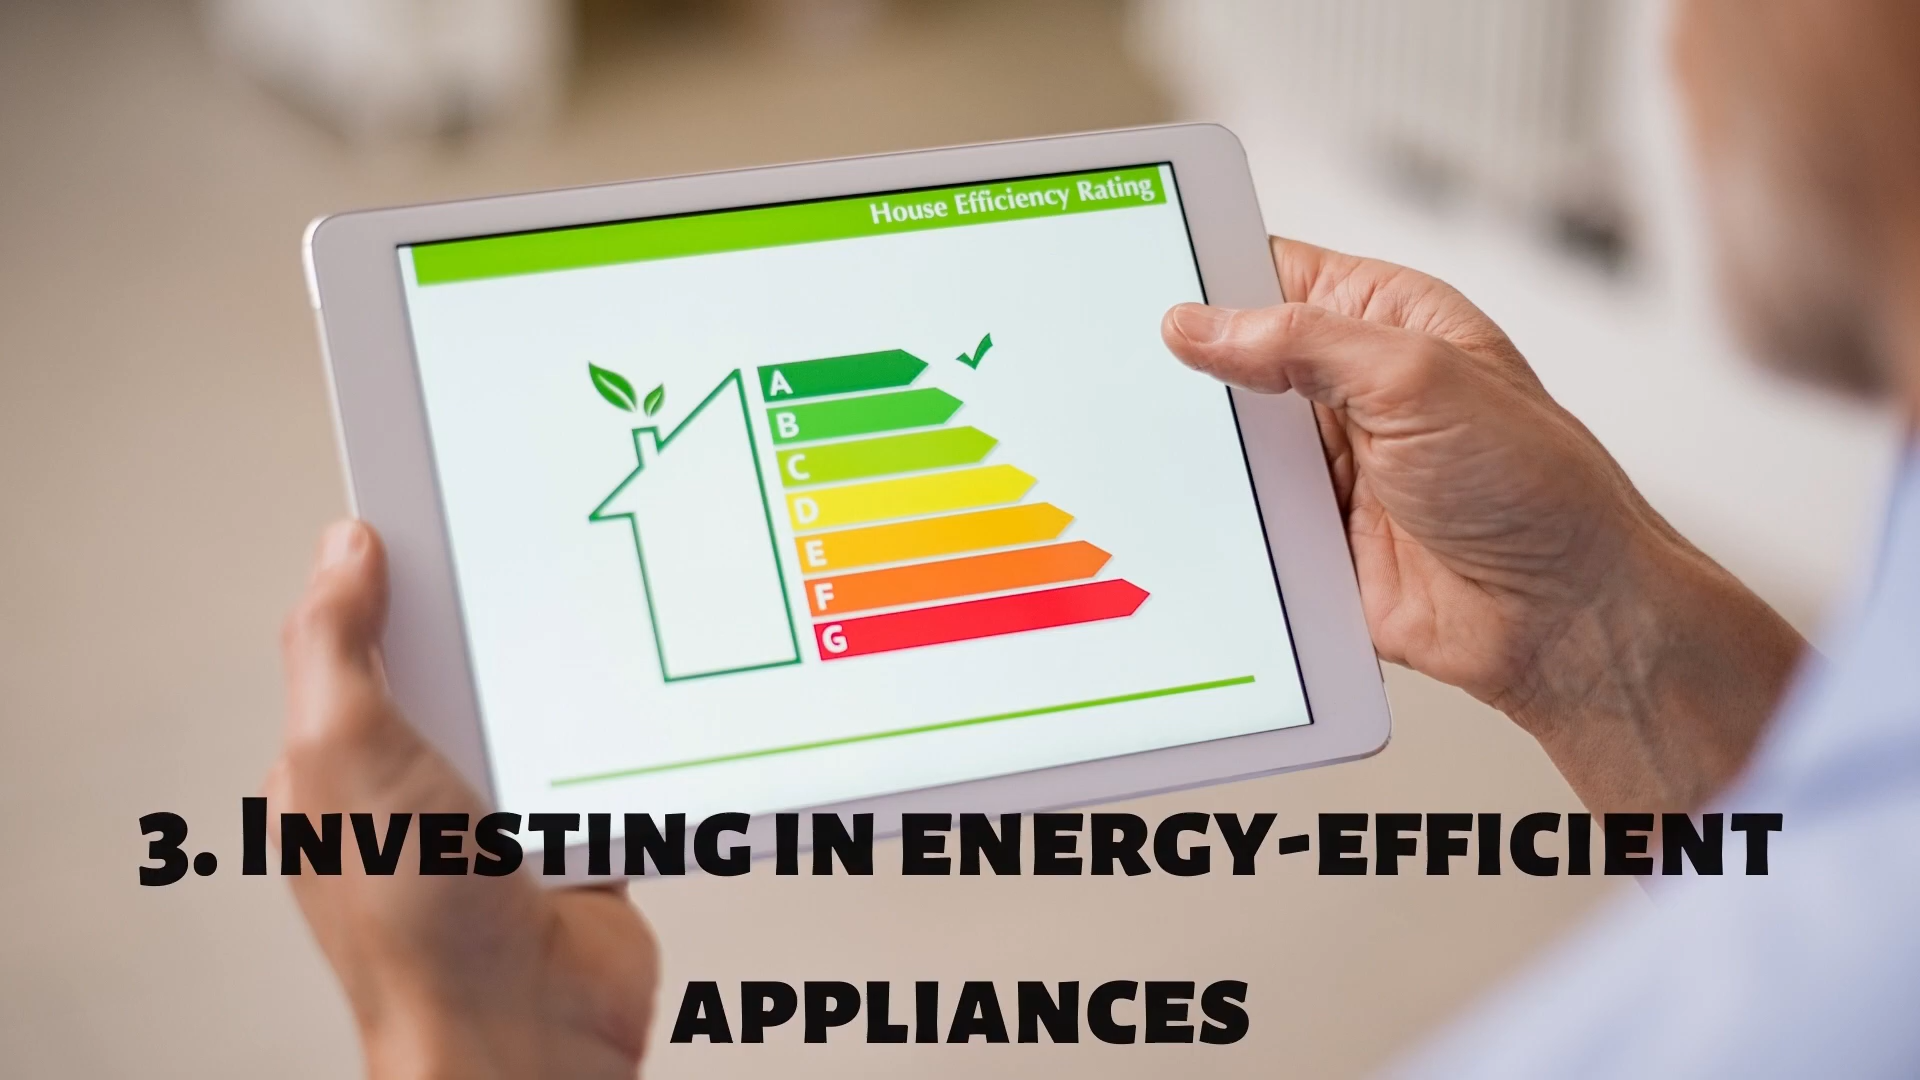 House Efficiency Rating
A
B
C
D
E
F
G
3. Investing in energy-efficient
appliances